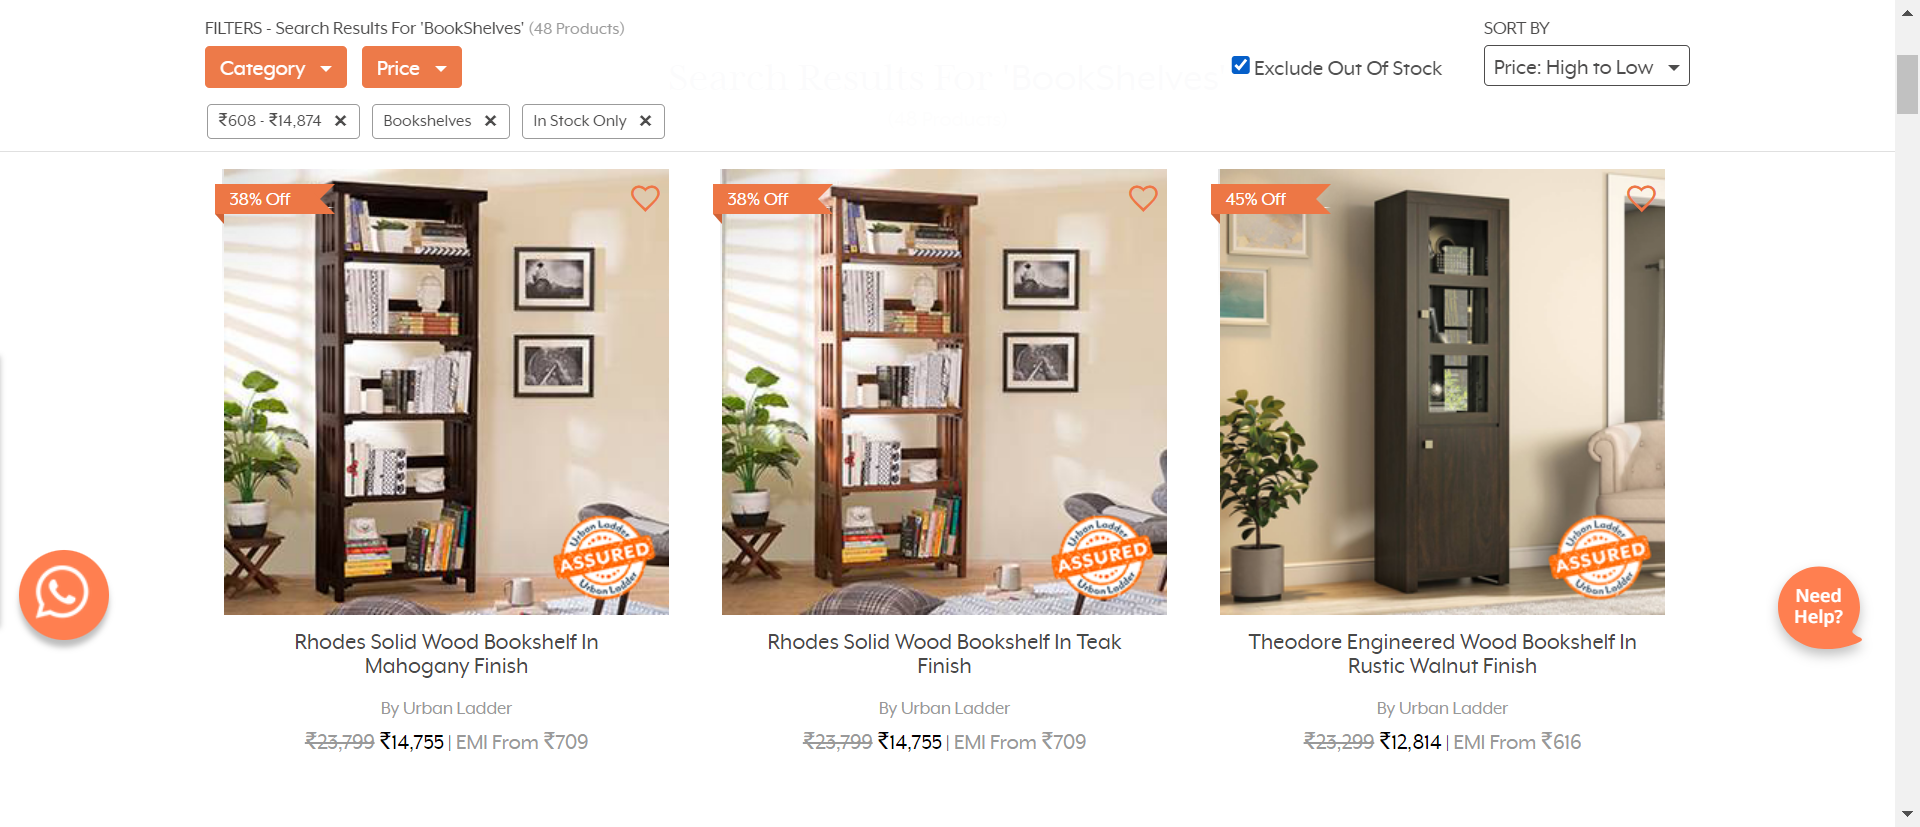 FILTERS - Search Results For 'BookShelves' (48 Products)
SORT BY
Category
Price
Search Results For 'BookShelves'
Exclude Out Of Stock
Price: High to Low
₹608 - ₹14,874 ✕
Bookshelves ✕
In Stock Only ✕
38% Off
38% Off
45% Off
Urban Ladder
ASSURED
Urban Ladder
Urban Ladder
ASSURED
Urban Ladder
Urban Ladder
ASSURED
Urban Ladder
Need
Help?
Rhodes Solid Wood Bookshelf In
Mahogany Finish
By Urban Ladder
₹23,799 ₹14,755 | EMI From ₹709
Rhodes Solid Wood Bookshelf In Teak
Finish
By Urban Ladder
₹23,799 ₹14,755 | EMI From ₹709
Theodore Engineered Wood Bookshelf In
Rustic Walnut Finish
By Urban Ladder
₹23,299 ₹12,814 | EMI From ₹616